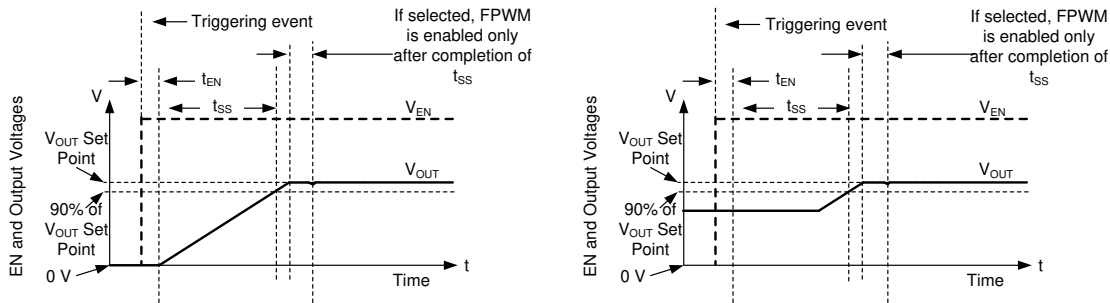 Triggering event
If selected, FPWM
is enabled only
after completion of
tSS
tEN
V
tSS
VEN
VOUT Set
Point
VOUT
90% of
VOUT Set
Point
0 V
t
Time
EN and Output Voltages
Triggering event
If selected, FPWM
is enabled only
after completion of
tSS
tEN
V
tSS
VEN
VOUT Set
Point
VOUT
90% of
VOUT Set
Point
0 V
t
Time
EN and Output Voltages